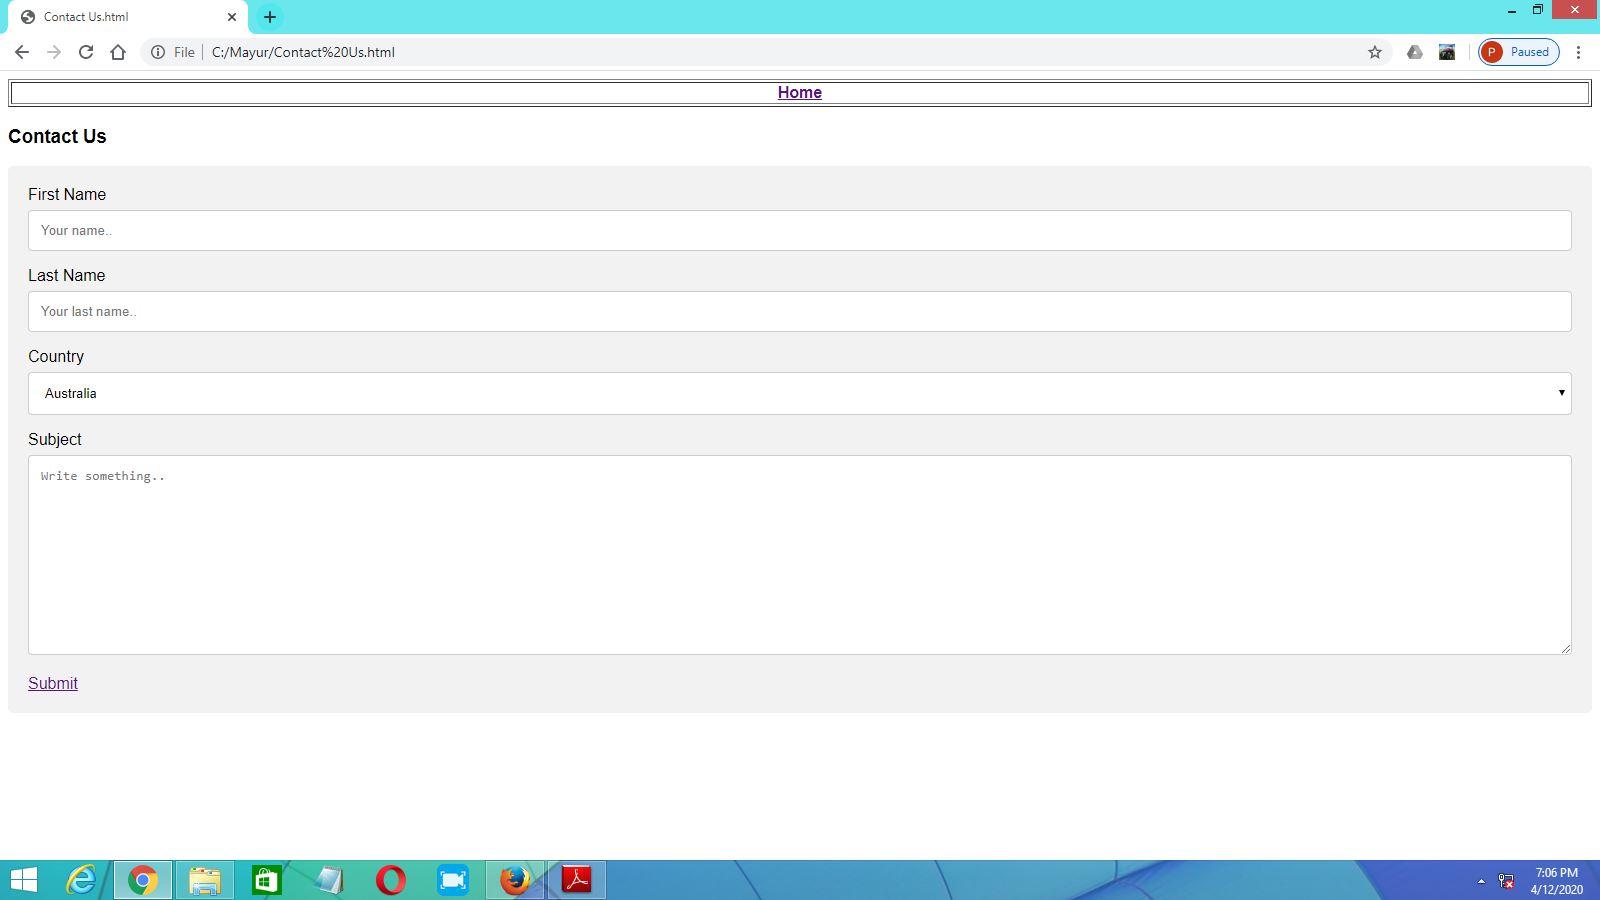 Contact Us.html
File
C:/Mayur/Contact%20Us.html
P Paused
Home
Contact Us
First Name
Your name..
Last Name
Your last name..
Country
Australia
Subject
Write something..
Submit
7:06 PM
4/12/2020